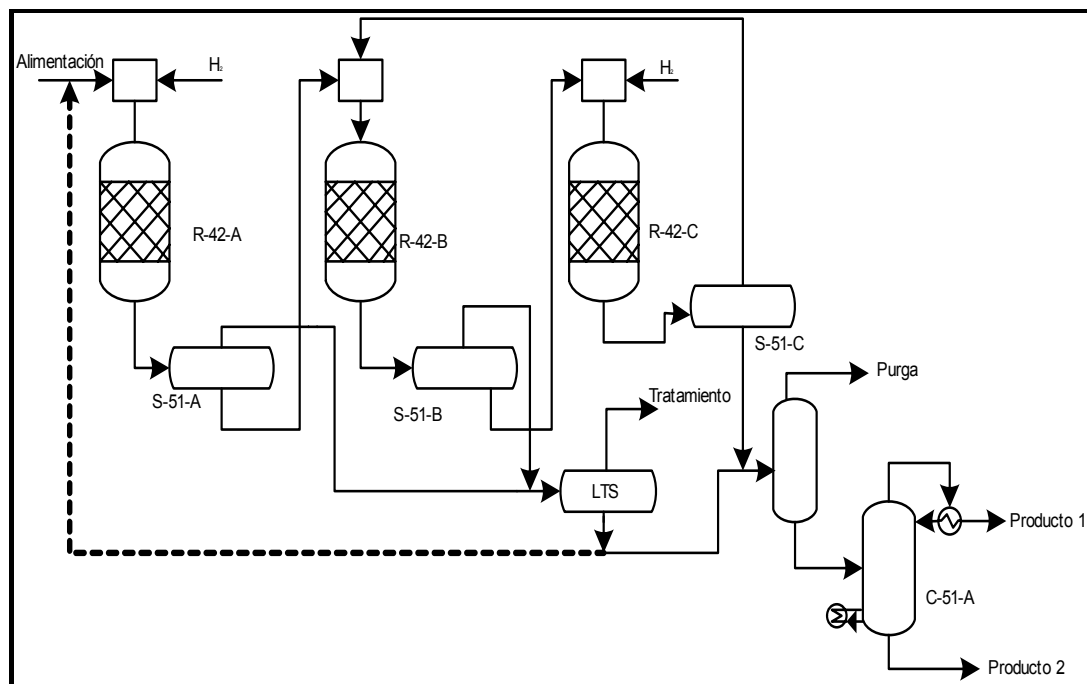 Alimentación
H₂
H₂
R-42-A
R-42-B
R-42-C
S-51-A
S-51-B
S-51-C
Tratamiento
Purga
LTS
Producto 1
C-51-A
Producto 2